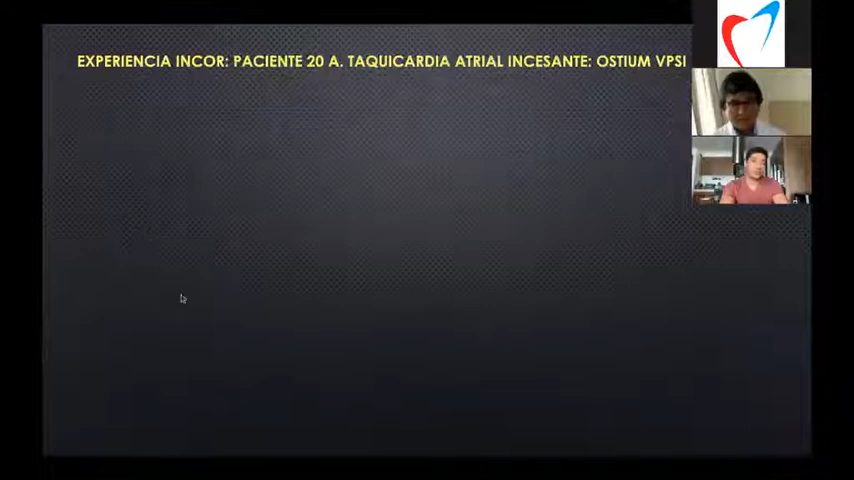 EXPERIENCIA INCOR: PACIENTE 20 A. TAQUICARDIA ATRIAL INCESANTE: OSTIUM VPSI